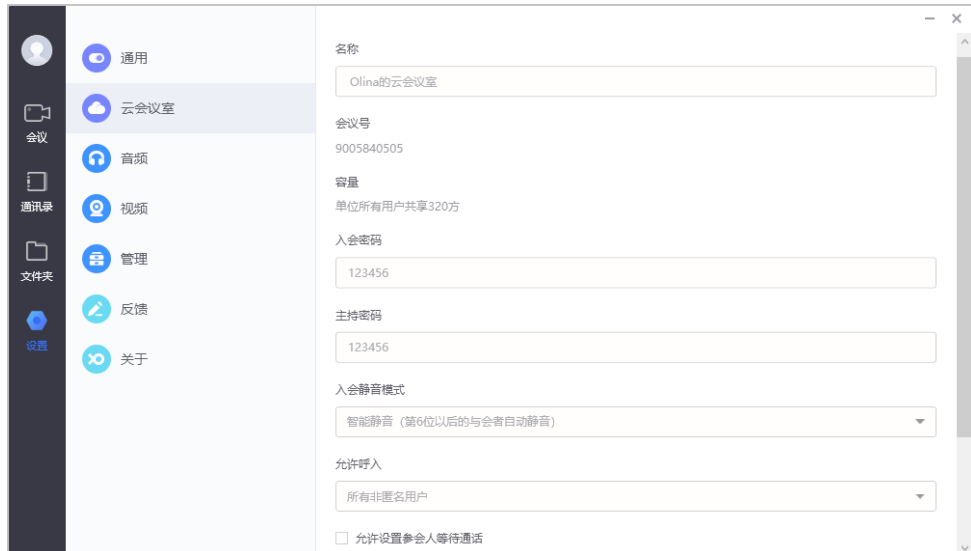 会议
通讯录
文件夹
设置
通用
云会议室
音频
视频
管理
反馈
关于
名称
Olina的云会议室
会议号
9005840505
容量
单位所有用户共享320方
入会密码
123456
主持密码
123456
入会静音模式
智能静音（第6位以后的与会者自动静音）
允许呼入
所有非匿名用户
允许设置参会人等待通话